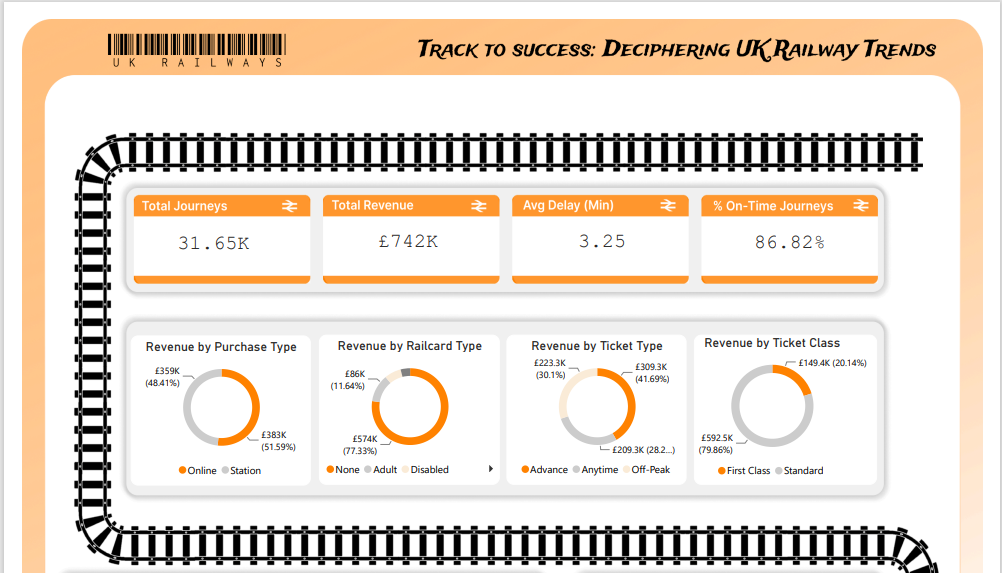 UK RAILWAYS
TRACK TO SUCCESS: DECIPHERING UK RAILWAY TRENDS
Total Journeys
31.65K
Total Revenue
£742K
Avg Delay (Min)
3.25
% On-Time Journeys
86.82%
Revenue by Purchase Type
£359K
(48.41%)
£383K
(51.59%)
Online Station
Revenue by Railcard Type
£86K
(11.64%)
£574K
(77.33%)
None Adult Disabled
Revenue by Ticket Type
£223.3K
(30.1%)
£309.3K
(41.69%)
£209.3K (28.2...)
Advance Anytime Off-Peak
Revenue by Ticket Class
£149.4K (20.14%)
£592.5K
(79.86%)
First Class Standard